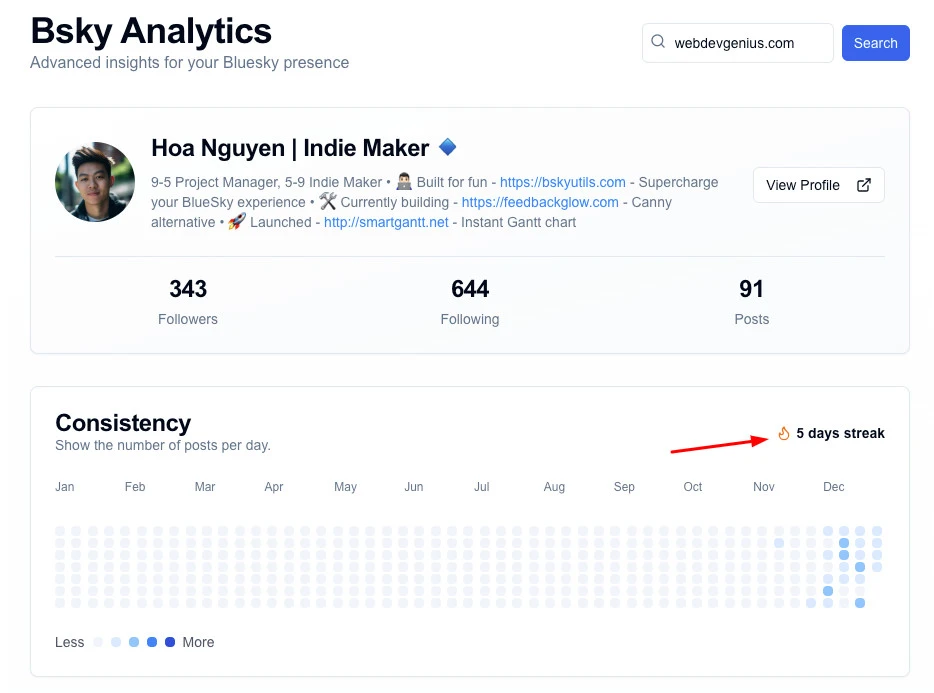 Bsky Analytics
Advanced insights for your Bluesky presence
webdevgenius.com
Search
Hoa Nguyen | Indie Maker 🔷
9-5 Project Manager, 5-9 Indie Maker • 👨🏻‍💻 Built for fun - https://bskyutils.com - Supercharge
your BlueSky experience • 🛠️ Currently building - https://feedbackglow.com - Canny
alternative • 🚀 Launched - http://smartgantt.net - Instant Gantt chart
View Profile
343 644 91
Followers Following Posts
Consistency
Show the number of posts per day.
5 days streak
Jan Feb Mar Apr May Jun Jul Aug Sep Oct Nov Dec
Less More